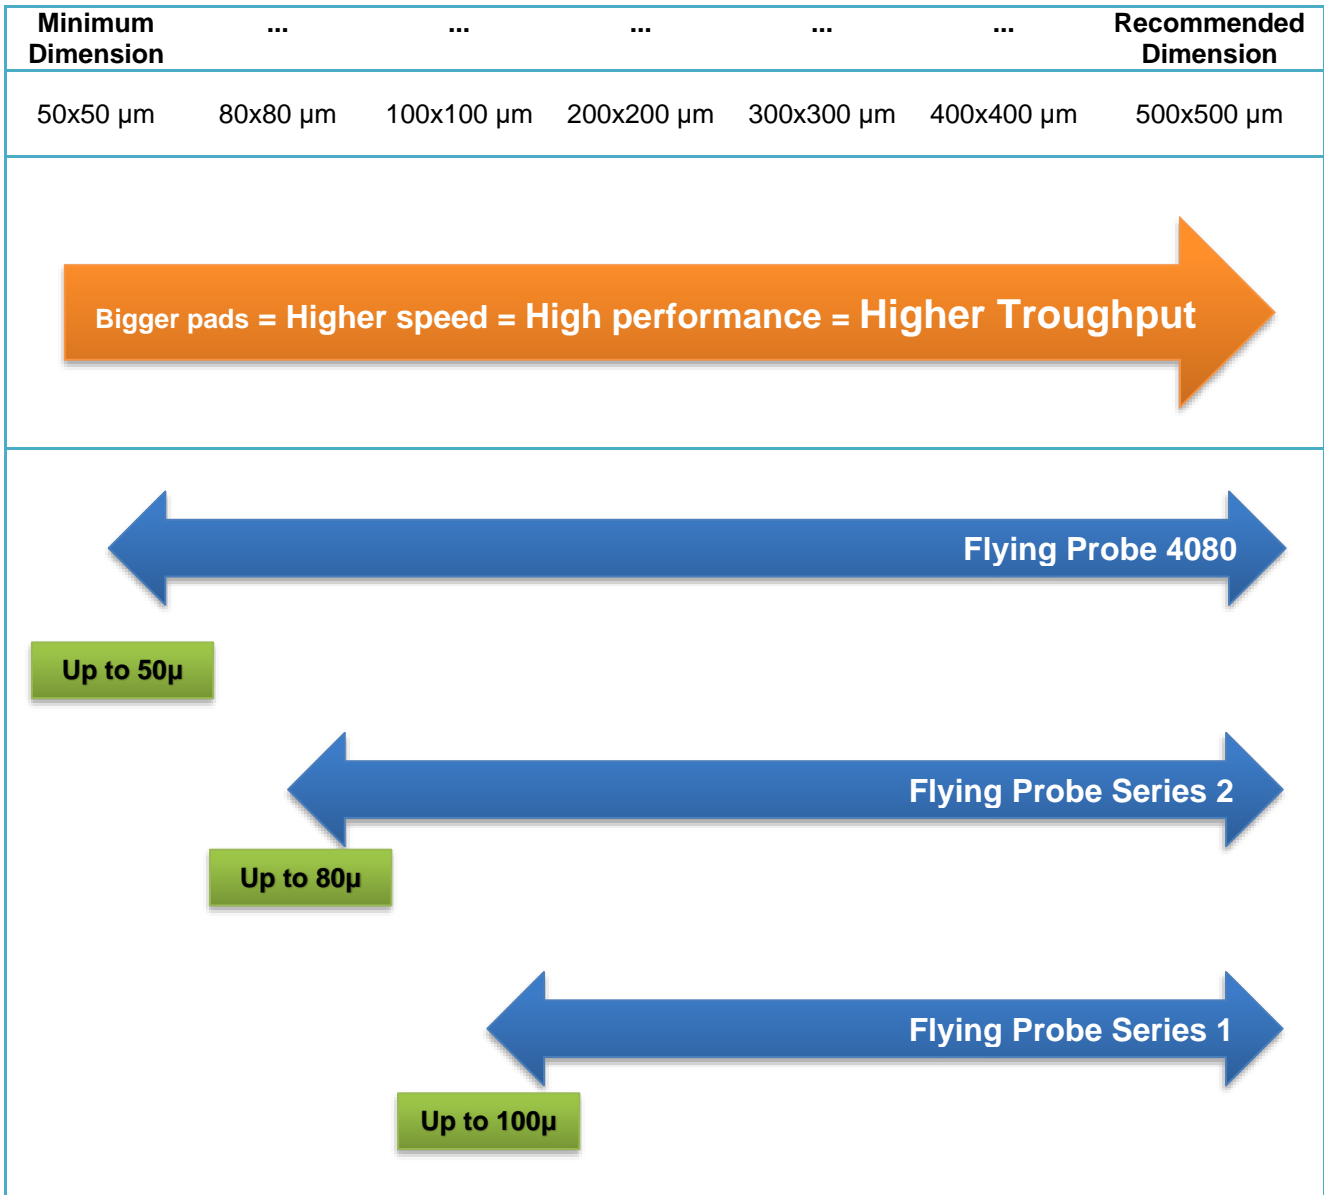 Minimum ... ... ... ... ... Recommended
Dimension Dimension
50x50 µm 80x80 µm 100x100 µm 200x200 µm 300x300 µm 400x400 µm 500x500 µm
Bigger pads = Higher speed = High performance = Higher Troughput
Flying Probe 4080
Up to 50µ
Flying Probe Series 2
Up to 80µ
Flying Probe Series 1
Up to 100µ